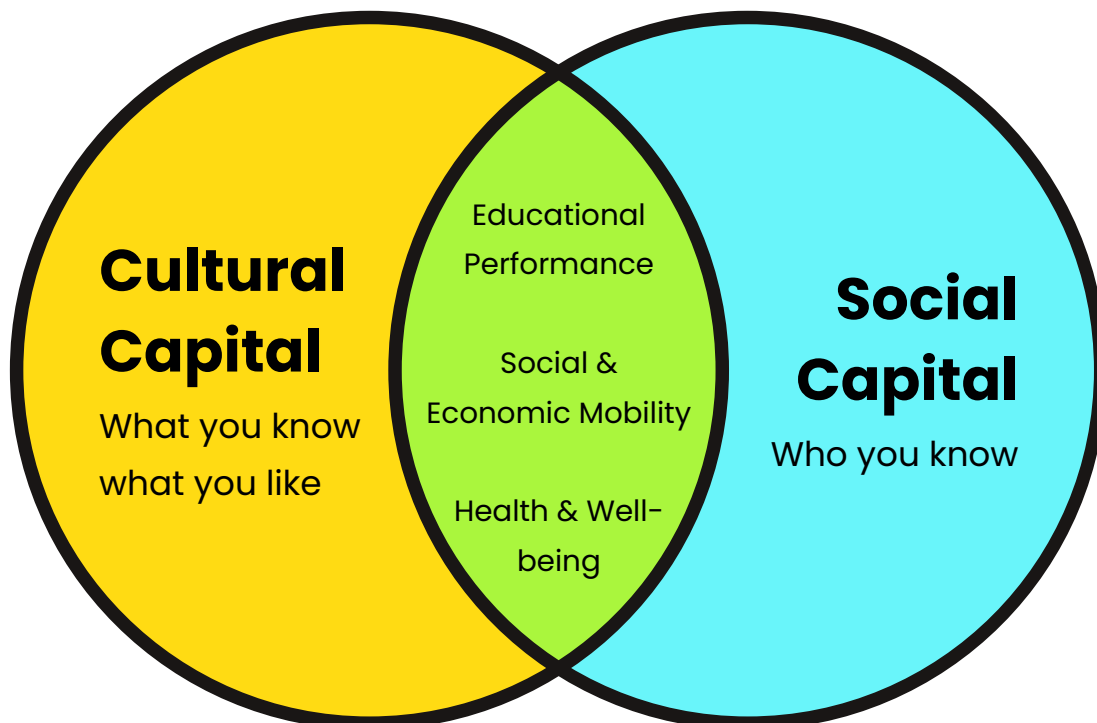 Cultural
Capital
What you know
what you like
Educational
Performance
Social &
Economic Mobility
Health & Well-
being
Social
Capital
Who you know